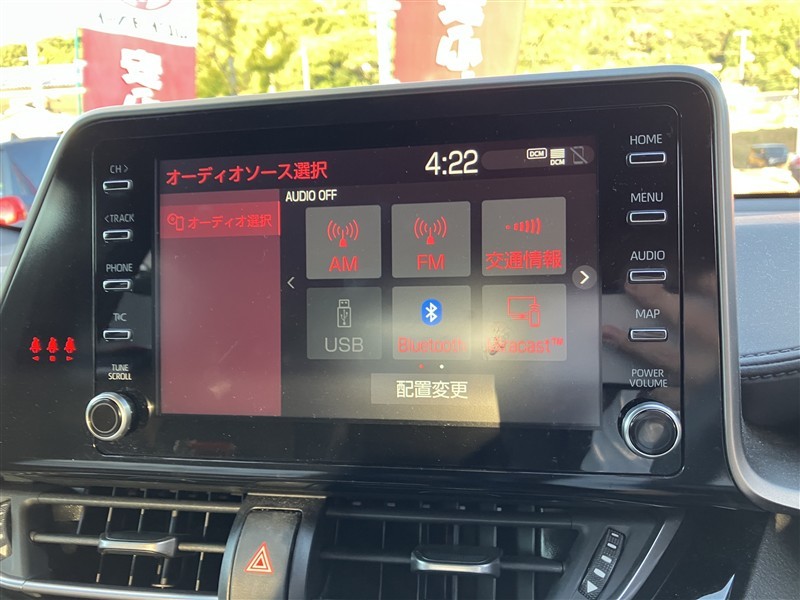 オーディオソース選択
4:22
DCM
DCM
オーディオ選択
AUDIO OFF
AM
FM
交通情報
USB
Bluetooth
配置変更
CH >
<TRACK
PHONE
T*C
TUNE
SCROLL
HOME
MENU
AUDIO
MAP
POWER
VOLUME